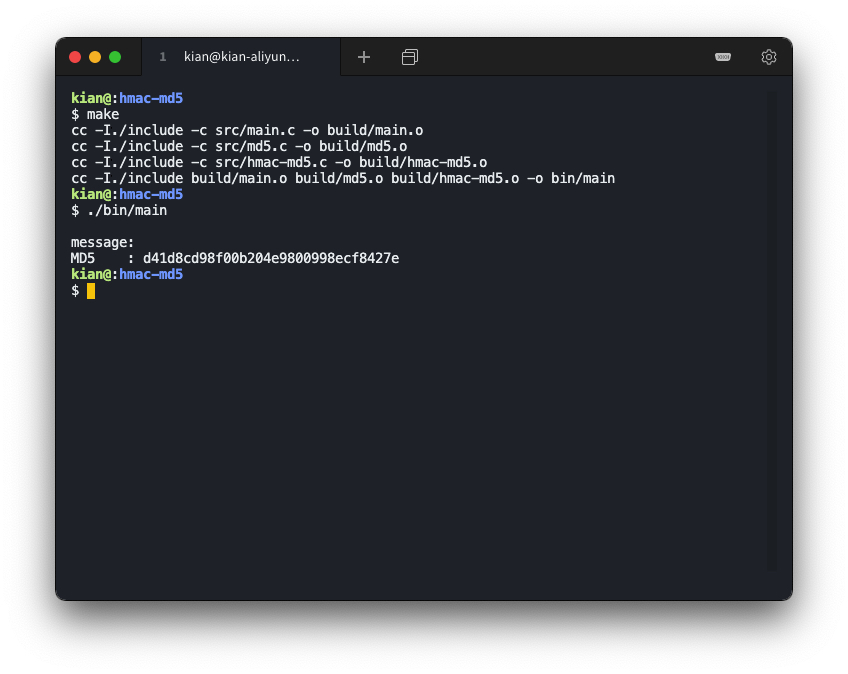 1 kian@kian-aliyun...
kian@:hmac-md5
$ make
cc -I./include -c src/main.c -o build/main.o
cc -I./include -c src/md5.c -o build/md5.o
cc -I./include -c src/hmac-md5.c -o build/hmac-md5.o
cc -I./include build/main.o build/md5.o build/hmac-md5.o -o bin/main
kian@:hmac-md5
$ ./bin/main
message:
MD5    : d41d8cd98f00b204e9800998ecf8427e
kian@:hmac-md5
$